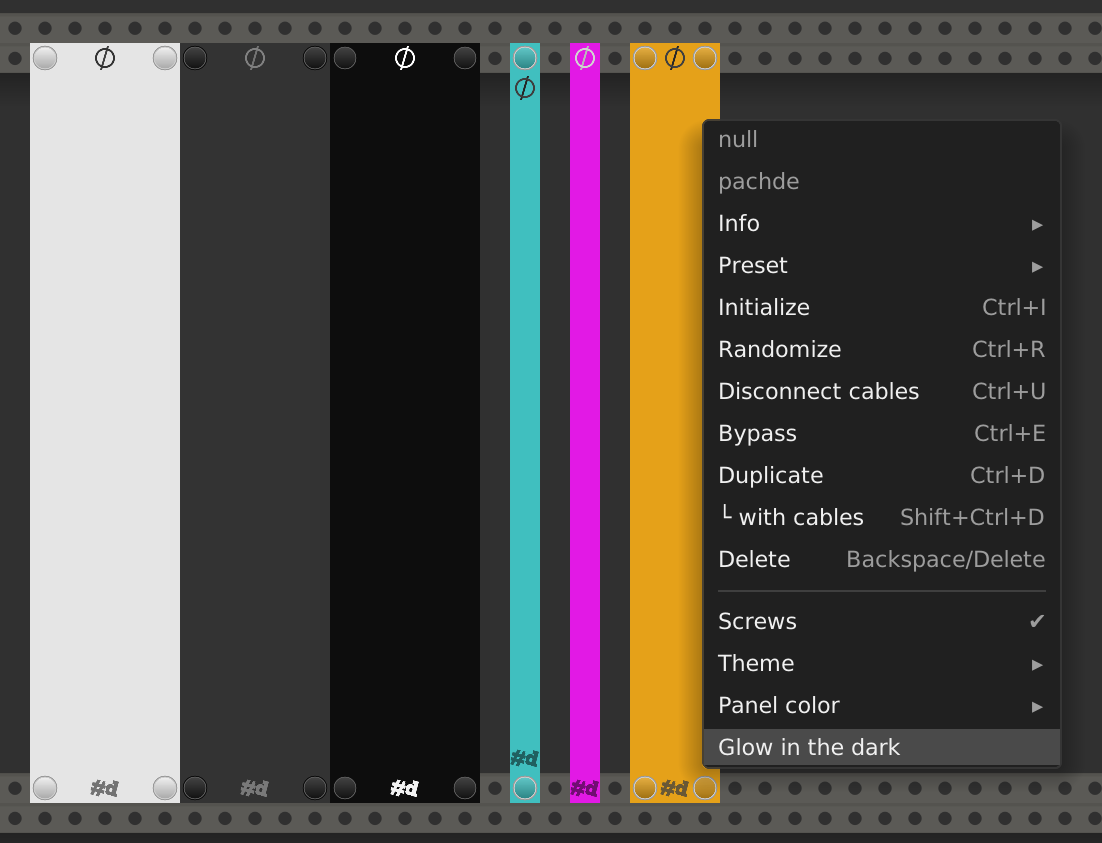 ∅ ∅ ∅ ∅ ∅ ∅
null
pachde
Info ▸
Preset ▸
Initialize Ctrl+I
Randomize Ctrl+R
Disconnect cables Ctrl+U
Bypass Ctrl+E
Duplicate Ctrl+D
└ with cables Shift+Ctrl+D
Delete Backspace/Delete
Screws ✔
Theme ▸
Panel color ▸
Glow in the dark
#d #d #d #d #d #d